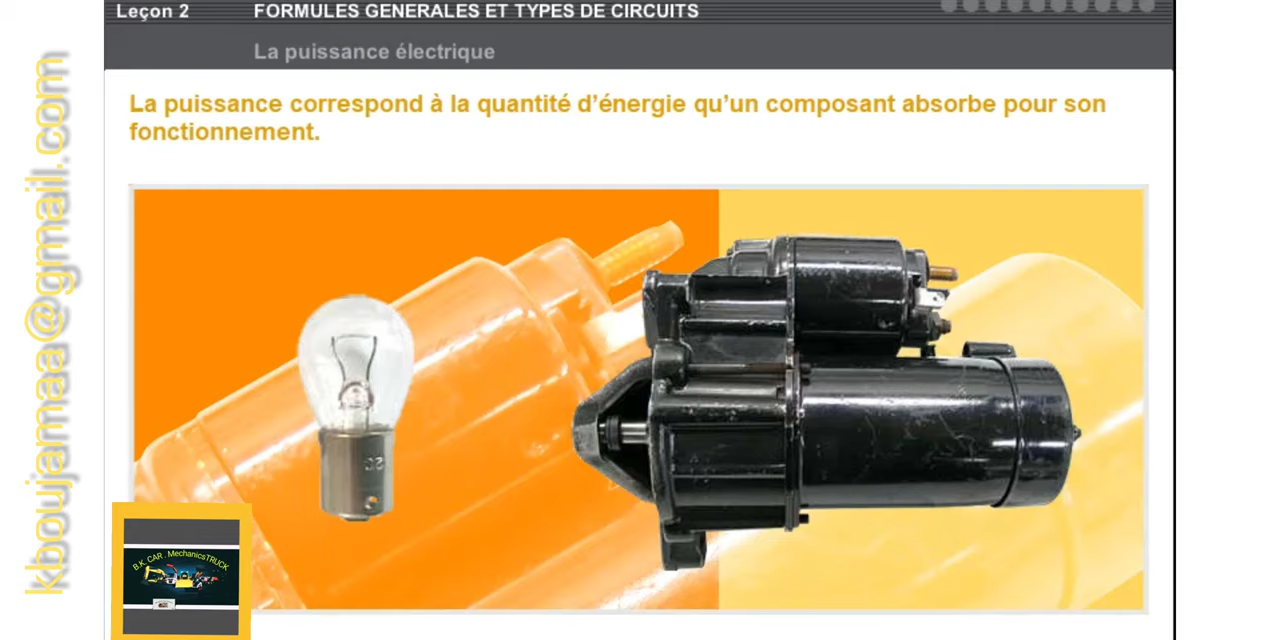 Leçon 2
FORMULES GENERALES ET TYPES DE CIRCUITS
La puissance électrique
La puissance correspond à la quantité d'énergie qu'un composant absorbe pour son
fonctionnement.
kboujamaa@gmail.com
B.K. CAR . MechanicsTRUCK